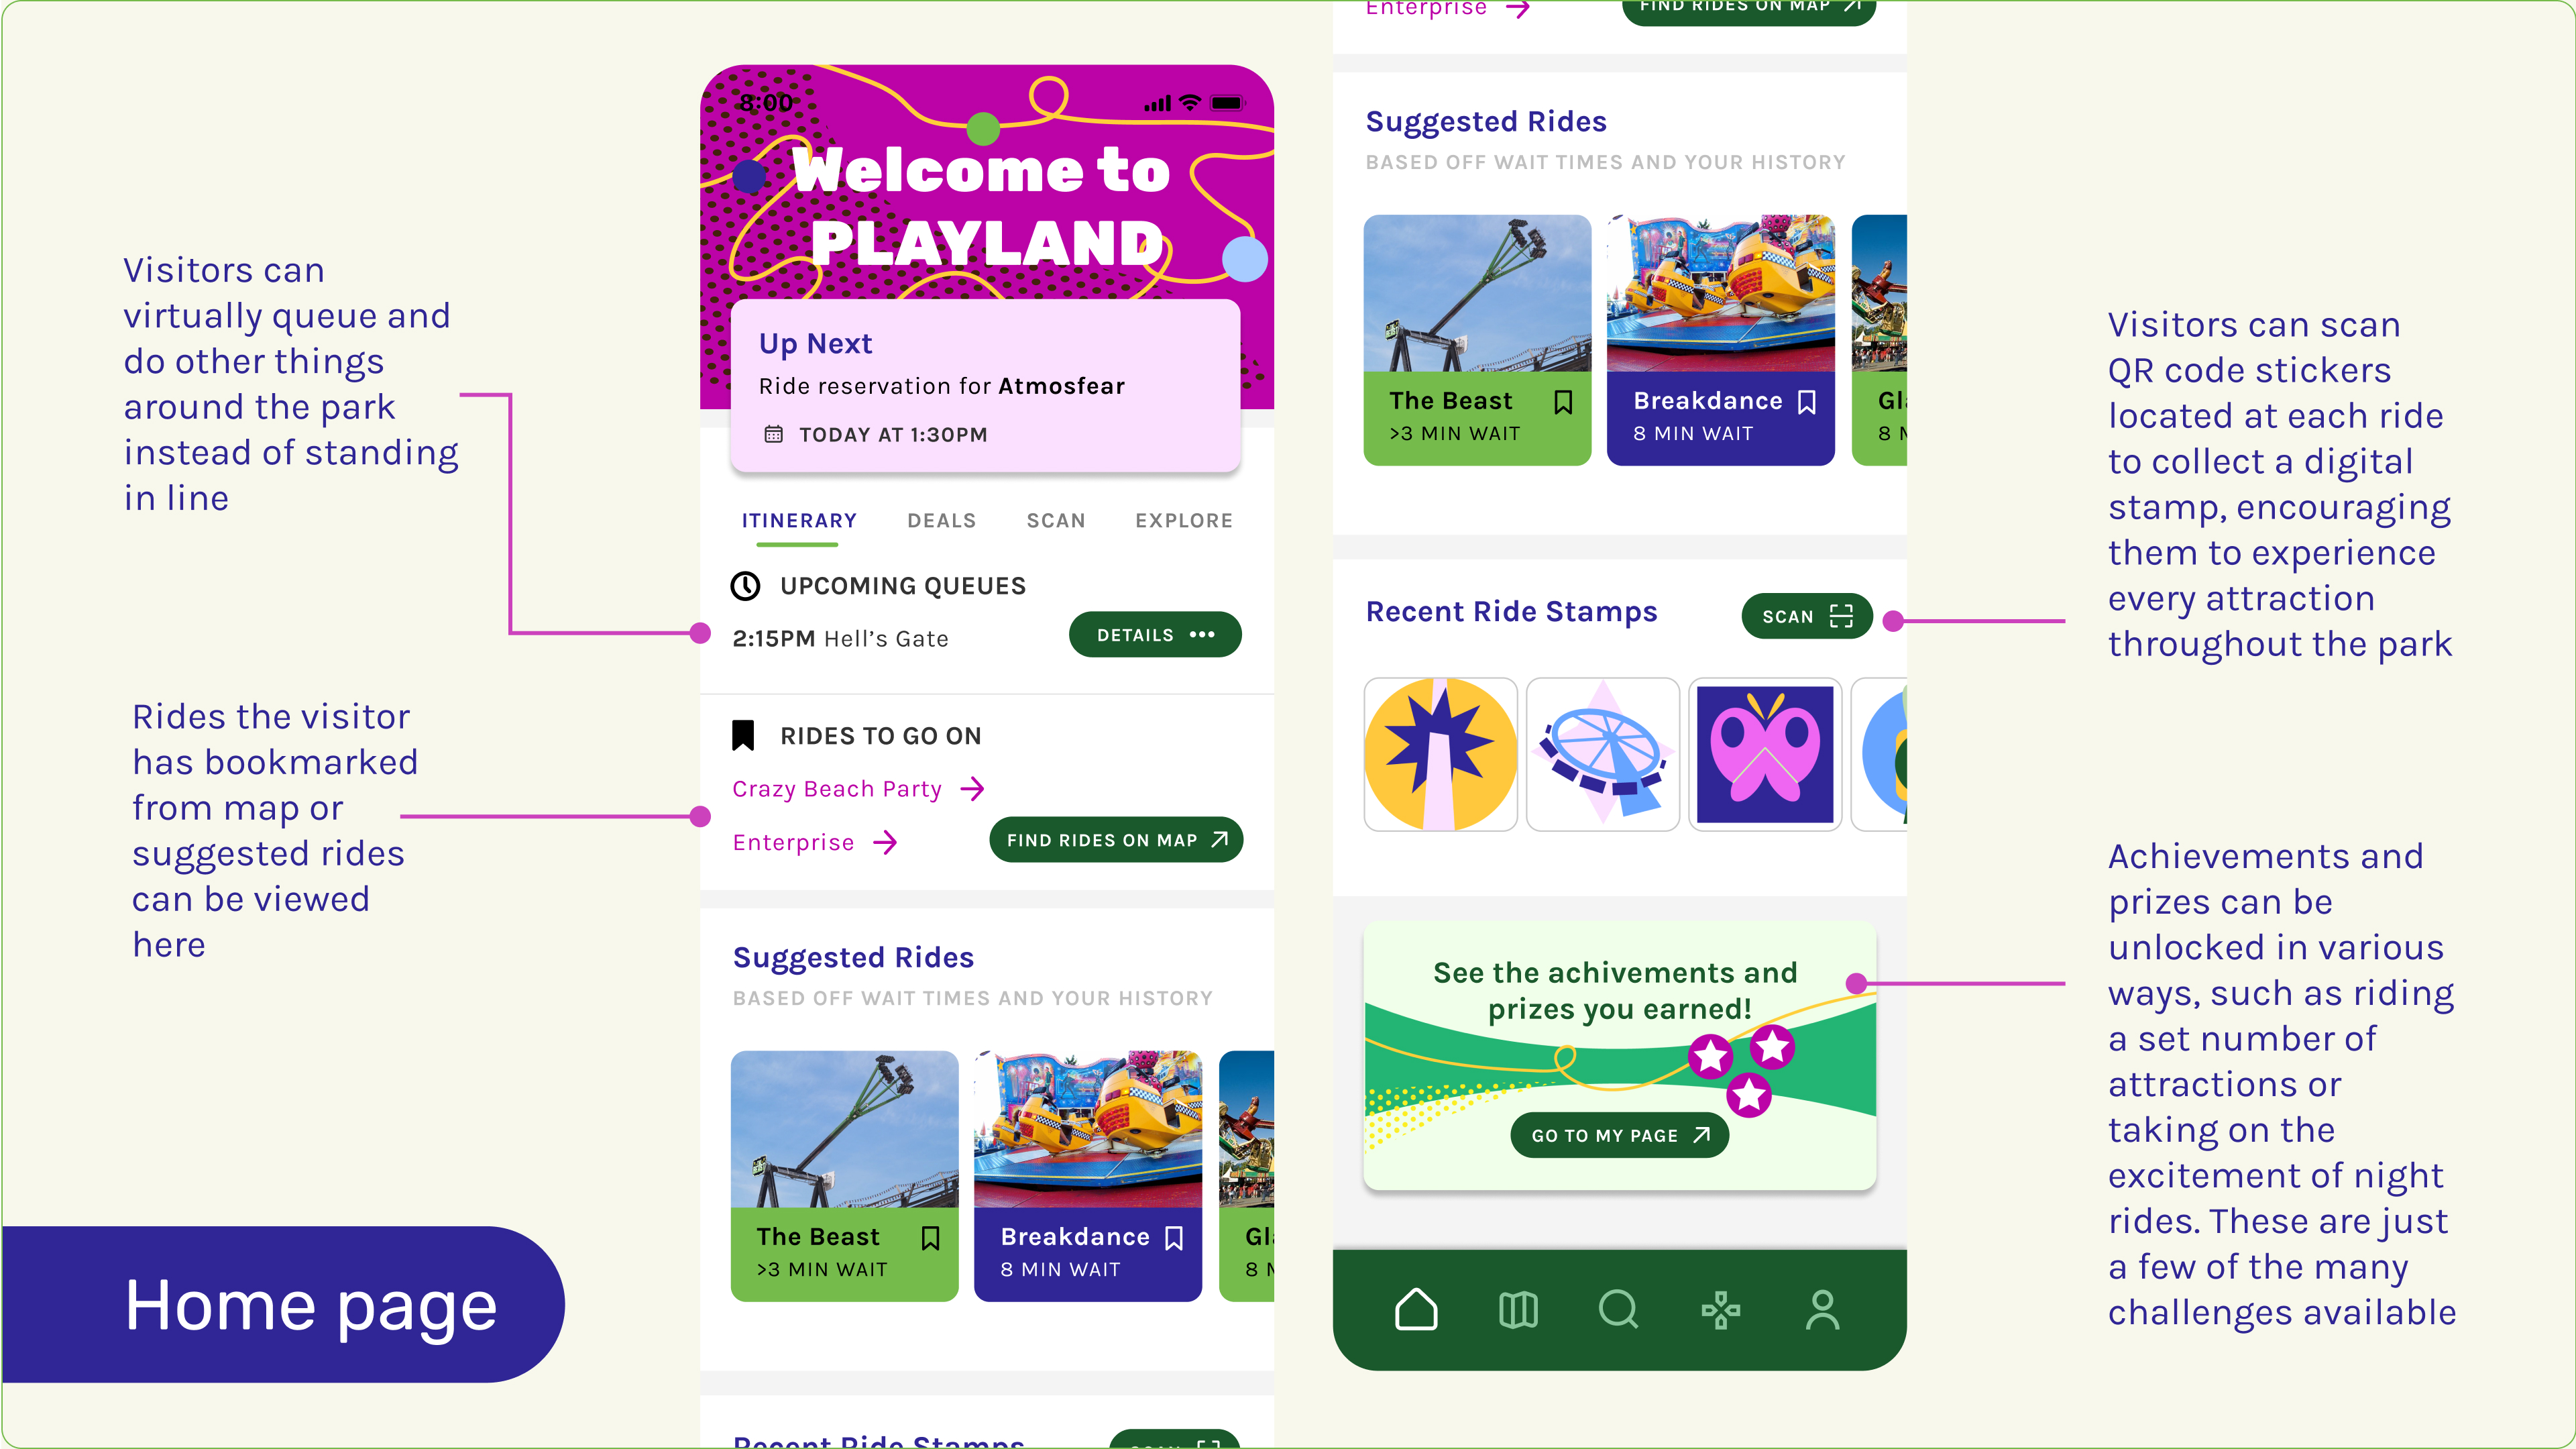 Visitors can
virtually queue and
do other things
around the park
instead of standing
in line
Rides the visitor
has bookmarked
from map or
suggested rides
can be viewed
here
Home page
8:00
Welcome to
PLAYLAND
Up Next
Ride reservation for Atmosfear
TODAY AT 1:30PM
ITINERARY DEALS SCAN EXPLORE
UPCOMING QUEUES
2:15PM Hell's Gate
DETAILS
RIDES TO GO ON
Crazy Beach Party
Enterprise
FIND RIDES ON MAP
Suggested Rides
BASED OFF WAIT TIMES AND YOUR HISTORY
The Beast
>3 MIN WAIT
Breakdance
8 MIN WAIT
Gl
8 M
Recent Ride Stamps
SCAN
Enterprise
FIND RIDES ON MAP
Suggested Rides
BASED OFF WAIT TIMES AND YOUR HISTORY
The Beast
>3 MIN WAIT
Breakdance
8 MIN WAIT
Gl
8 M
Recent Ride Stamps
SCAN
See the achivements and
prizes you earned!
GO TO MY PAGE
Visitors can scan
QR code stickers
located at each ride
to collect a digital
stamp, encouraging
them to experience
every attraction
throughout the park
Achievements and
prizes can be
unlocked in various
ways, such as riding
a set number of
attractions or
taking on the
excitement of night
rides. These are just
a few of the many
challenges available